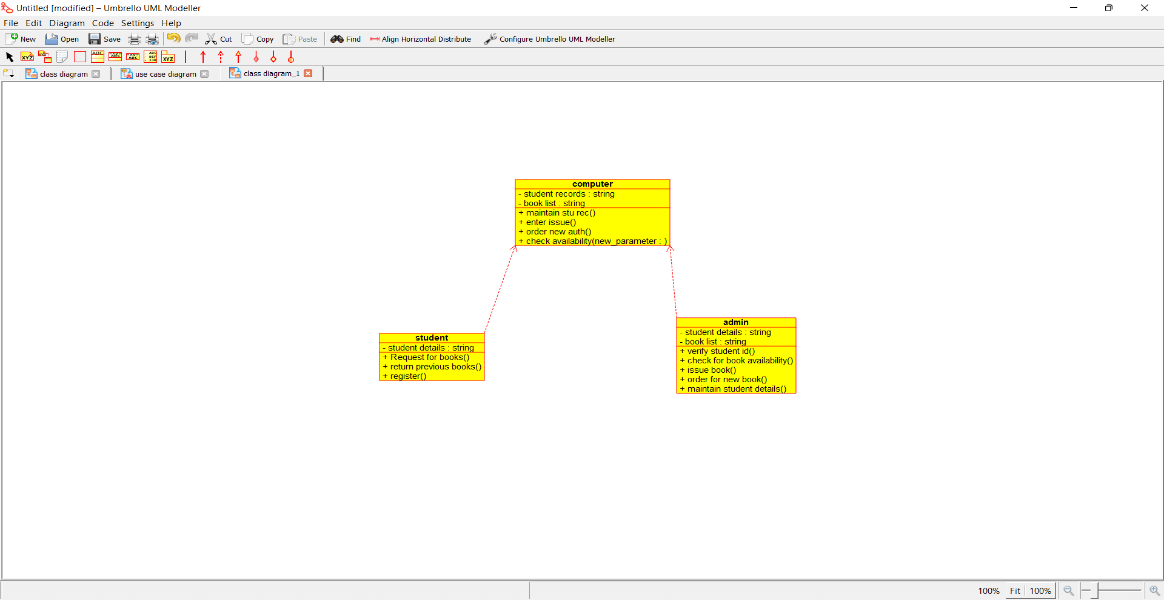 Untitled [modified] – Umbrello UML Modeller
File Edit Diagram Code Settings Help
New Open Save Cut Copy Paste Find Align Horizontal Distribute Configure Umbrello UML Modeller
class diagram use case diagram class diagram_1
computer
- student records : string
- book list : string
+ maintain stu rec()
+ enter issue()
+ order new auth()
+ check availability(new_parameter : )
student
- student details : string
+ Request for books()
+ return previous books()
+ register()
admin
- student details : string
- book list : string
+ verify student id()
+ check for book availability()
+ issue book()
+ order for new book()
+ maintain student details()
100% Fit 100%